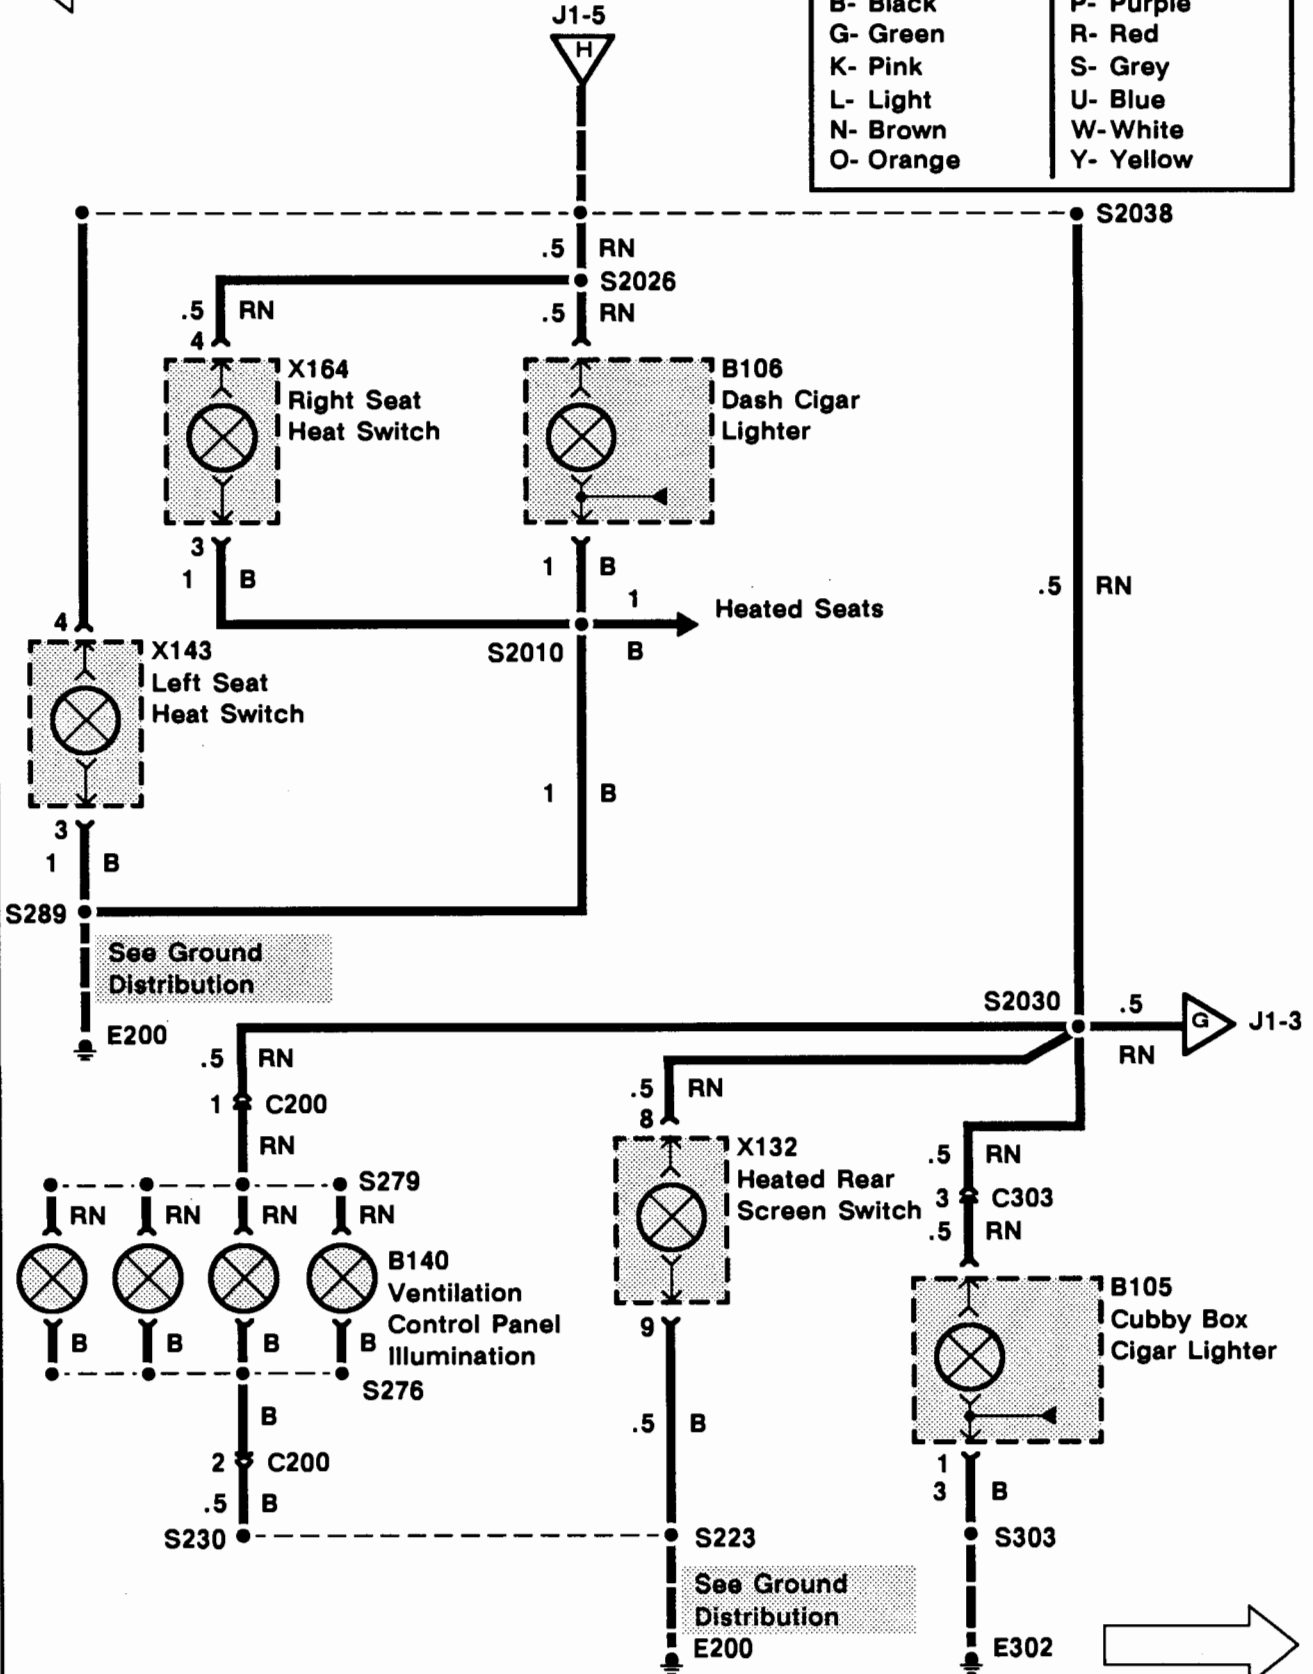 J1-5
H
B- Black
P- Purple
G- Green
R- Red
K- Pink
S- Grey
L- Light
U- Blue
N- Brown
W- White
O- Orange
Y- Yellow
S2038
.5 RN
S2026
.5 RN
.5 RN
4
X164
Right Seat
Heat Switch
B106
Dash Cigar
Lighter
3
1 B
1 B
1
Heated Seats
S2010
B
.5 RN
4
X143
Left Seat
Heat Switch
1 B
3
1 B
S289
See Ground
Distribution
E200
S2030
.5
G
J1-3
RN
.5 RN
1 C200
RN
.5 RN
8
X132
Heated Rear
Screen Switch
.5 RN
3 C303
.5 RN
S279
RN
RN
RN
RN
B140
Ventilation
Control Panel
Illumination
B
B
B
B
S276
B
2 C200
.5 B
S230
9
.5 B
S223
See Ground
Distribution
E200
B105
Cubby Box
Cigar Lighter
1
3 B
S303
E302